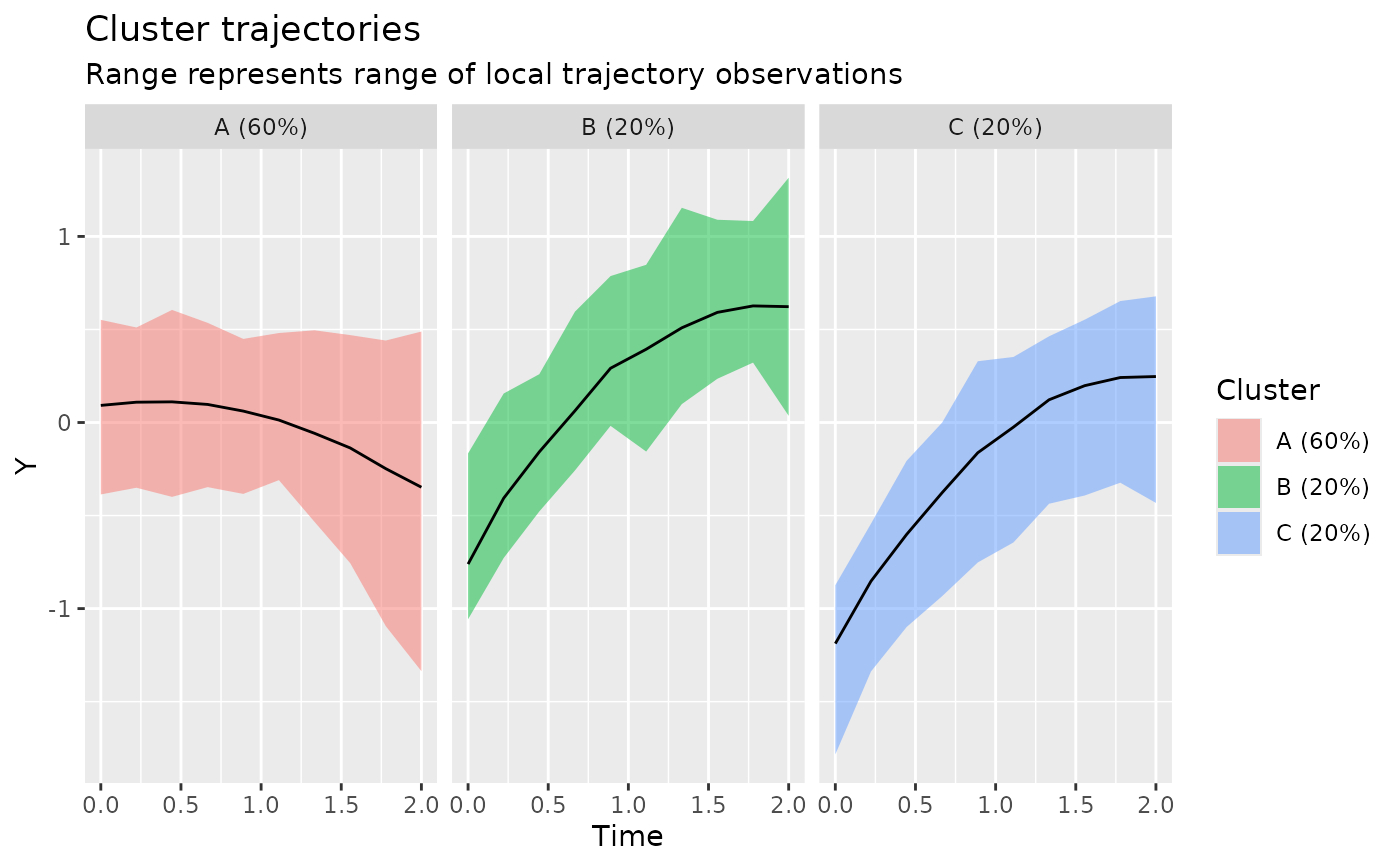 Cluster trajectories
Range represents range of local trajectory observations
A (60%) B (20%) C (20%)
1
0
-1
Y
0.0 0.5 1.0 1.5 2.0 0.0 0.5 1.0 1.5 2.0 0.0 0.5 1.0 1.5 2.0
Time
Cluster
A (60%)
B (20%)
C (20%)